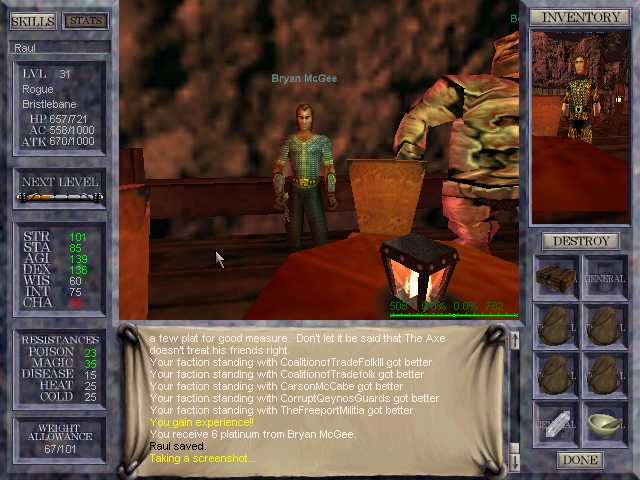 SKILLS STATS
Raul
LVL 31
Rogue
Bristlebane
HP 657/721
AC 558/1000
ATK 670/1000
NEXT LEVEL
STR 101
STA 85
AGI 139
DEX 136
WIS 60
INT 75
CHA
RESISTANCES
POISON 23
MAGIC 35
DISEASE 15
HEAT 25
COLD 25
WEIGHT
ALLOWANCE
67/101
Bryan McGee
a few plat for good measure. Don't let it be said that The Axe
doesn't treat his friends right.
Your faction standing with CoalitionofTradeFolkIII got better
Your faction standing with CoalitionofTradefolk got better
Your faction standing with CarsonMcCabe got better
Your faction standing with CorruptQeynosGuards got better
Your faction standing with TheFreeportMilitia got better
You gain experience!!
You receive 6 platinum from Bryan McGee.
Raul saved.
Taking a screenshot...
INVENTORY
DESTROY
GENERAL
DONE